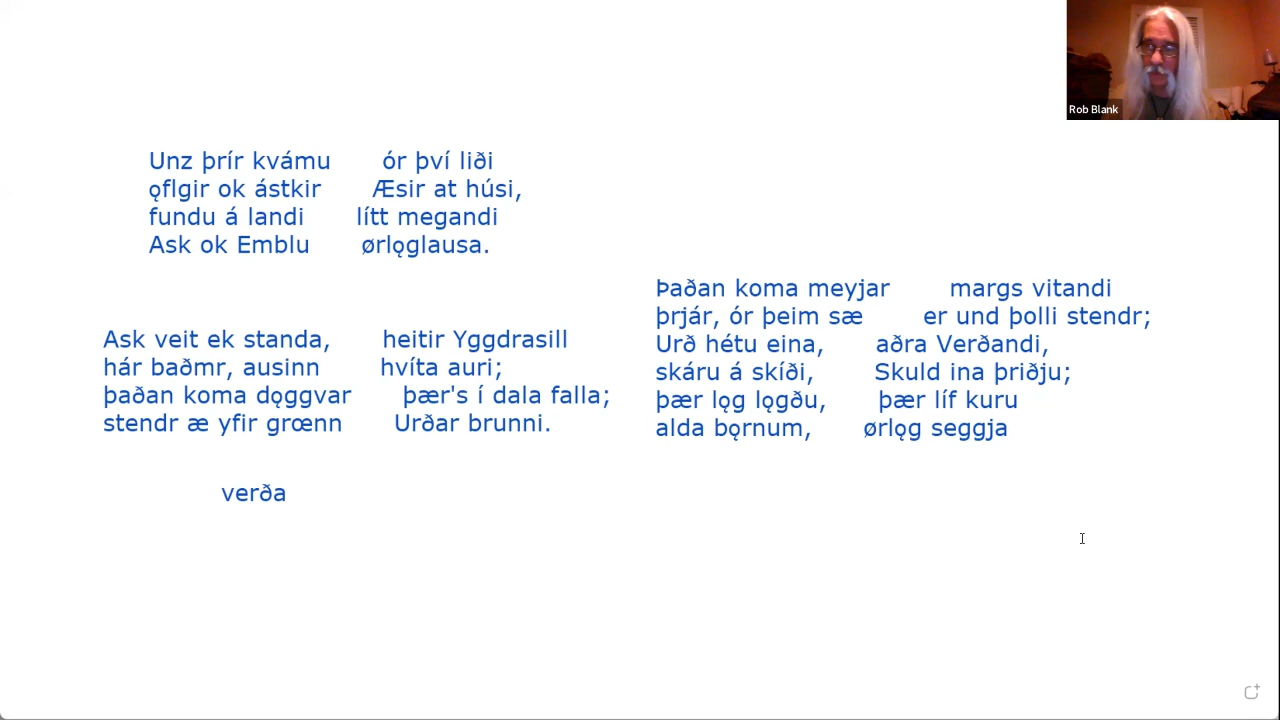 Rob Blank
Unz þrír kvámu ór því liði
ǫflgir ok ástkir Æsir at húsi,
fundu á landi lítt megandi
Ask ok Emblu ørlǫglausa.
Ask veit ek standa, heitir Yggdrasill
hár baðmr, ausinn hvíta auri;
þaðan koma dǫggvar þær's í dala falla;
stendr æ yfir grœnn Urðar brunni.
verða
Þaðan koma meyjar margs vitandi
þrjár, ór þeim sæ er und þolli stendr;
Urð hétu eina, aðra Verðandi,
skáru á skíði, Skuld ina þriðju;
þær lǫg lǫgðu, þær líf kuru
alda bǫrnum, ørlǫg seggja